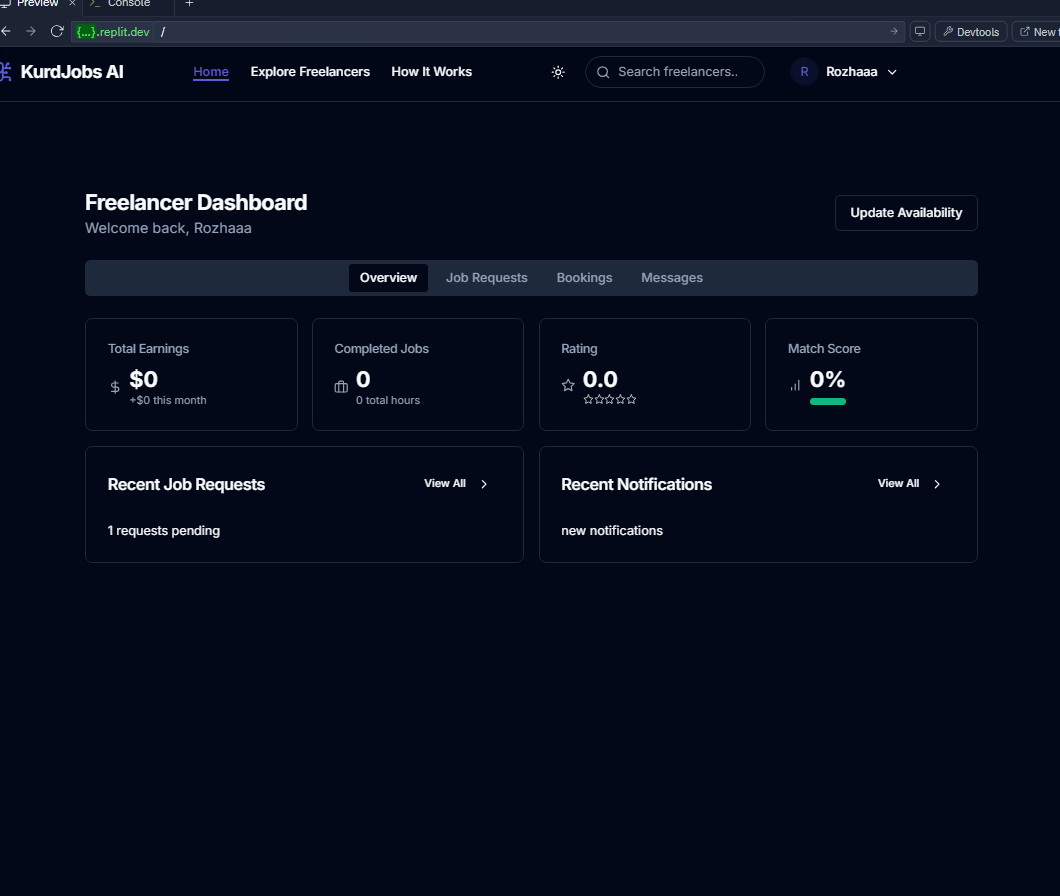 Preview
Console
{...}.replit.dev /
Devtools
New
KurdJobs AI
Home
Explore Freelancers
How It Works
Search freelancers..
R
Rozhaaa
Freelancer Dashboard
Welcome back, Rozhaaa
Update Availability
Overview
Job Requests
Bookings
Messages
Total Earnings
$0
+$0 this month
Completed Jobs
0
0 total hours
Rating
0.0
Match Score
0%
Recent Job Requests
View All
1 requests pending
Recent Notifications
View All
new notifications